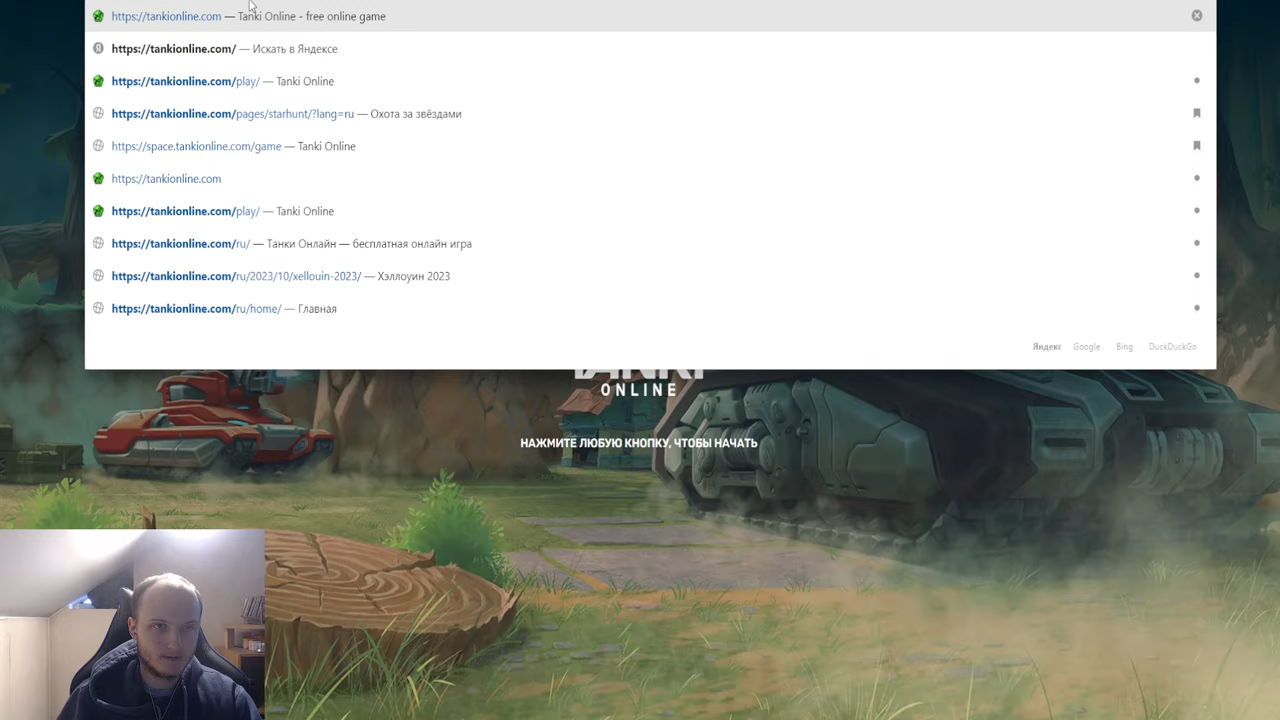 https://tankionline.com — Tanki Online - free online game
https://tankionline.com/ — Искать в Яндексе
https://tankionline.com/play/ — Tanki Online
https://tankionline.com/pages/starhunt/?lang=ru — Охота за звёздами
https://space.tankionline.com/game — Tanki Online
https://tankionline.com
https://tankionline.com/play/ — Tanki Online
https://tankionline.com/ru/ — Танки Онлайн — бесплатная онлайн игра
https://tankionline.com/ru/2023/10/xellouin-2023/ — Хэллоуин 2023
https://tankionline.com/ru/home/ — Главная
Яндекс Google Bing DuckDuckGo
ONLINE
НАЖМИТЕ ЛЮБУЮ КНОПКУ, ЧТОБЫ НАЧАТЬ